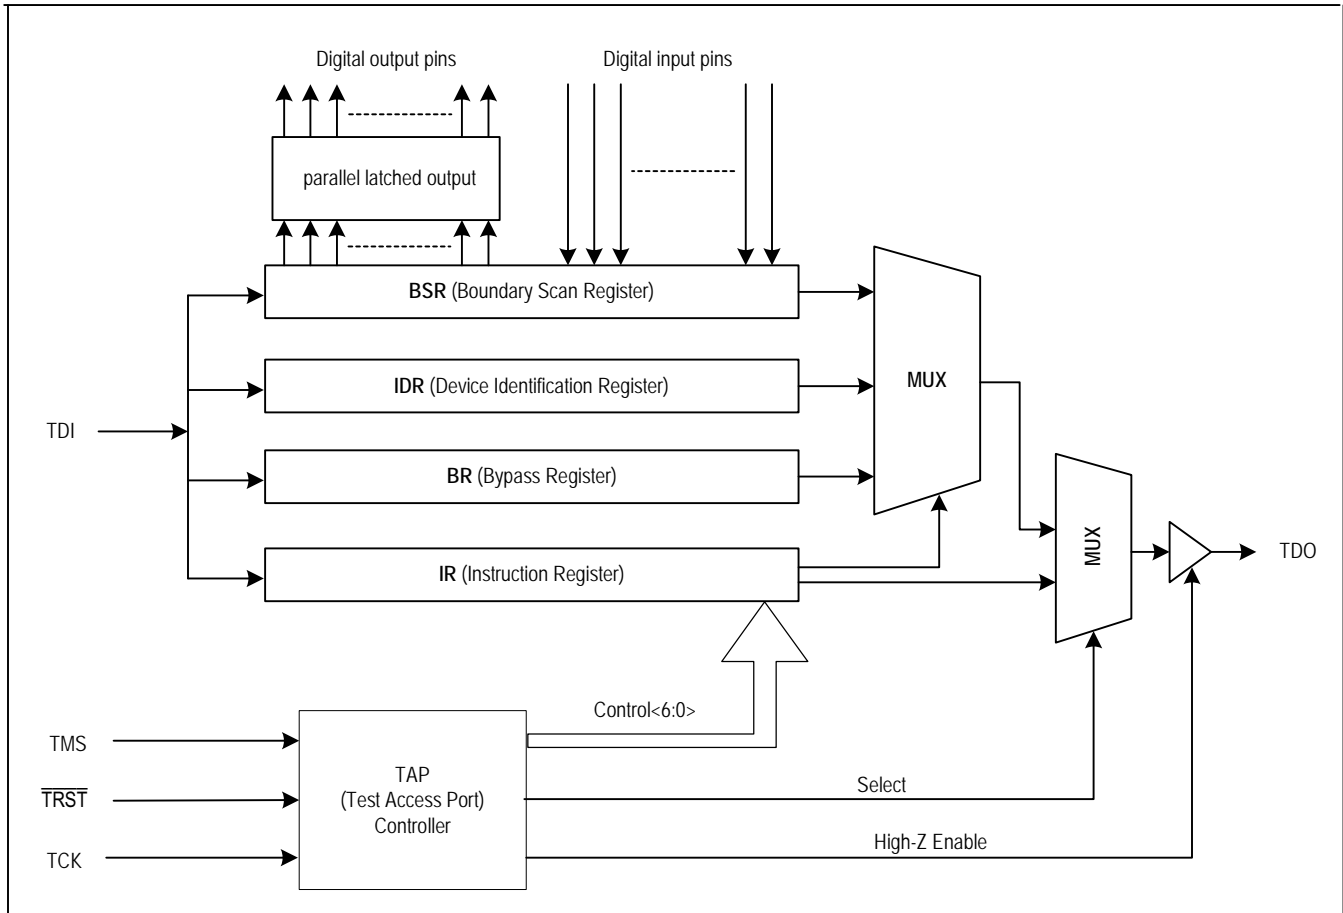 Digital output pins
Digital input pins
parallel latched output
BSR (Boundary Scan Register)
IDR (Device Identification Register)
MUX
TDI
BR (Bypass Register)
MUX
TDO
IR (Instruction Register)
Control<6:0>
TMS
TAP
(Test Access Port)
Controller
TRST
Select
TCK
High-Z Enable